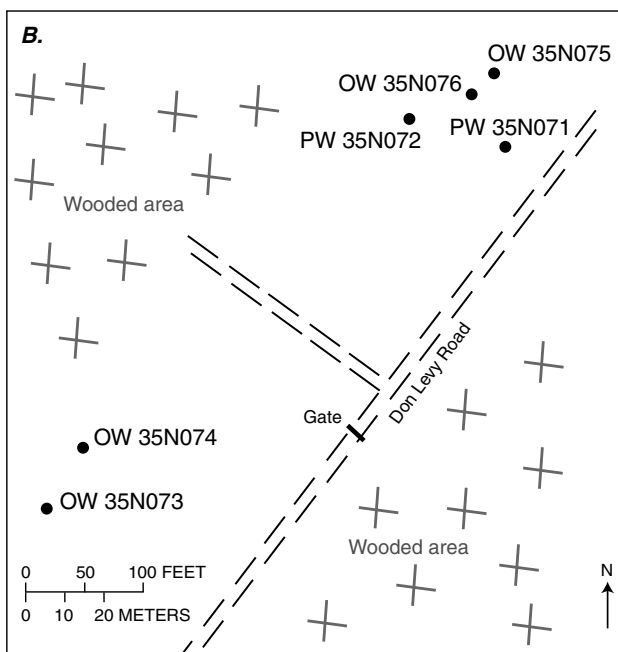 B.
OW 35N075
OW 35N076
PW 35N072
PW 35N071
Wooded area
Don Levy Road
Gate
OW 35N074
OW 35N073
Wooded area
0 50 100 FEET
0 10 20 METERS
N